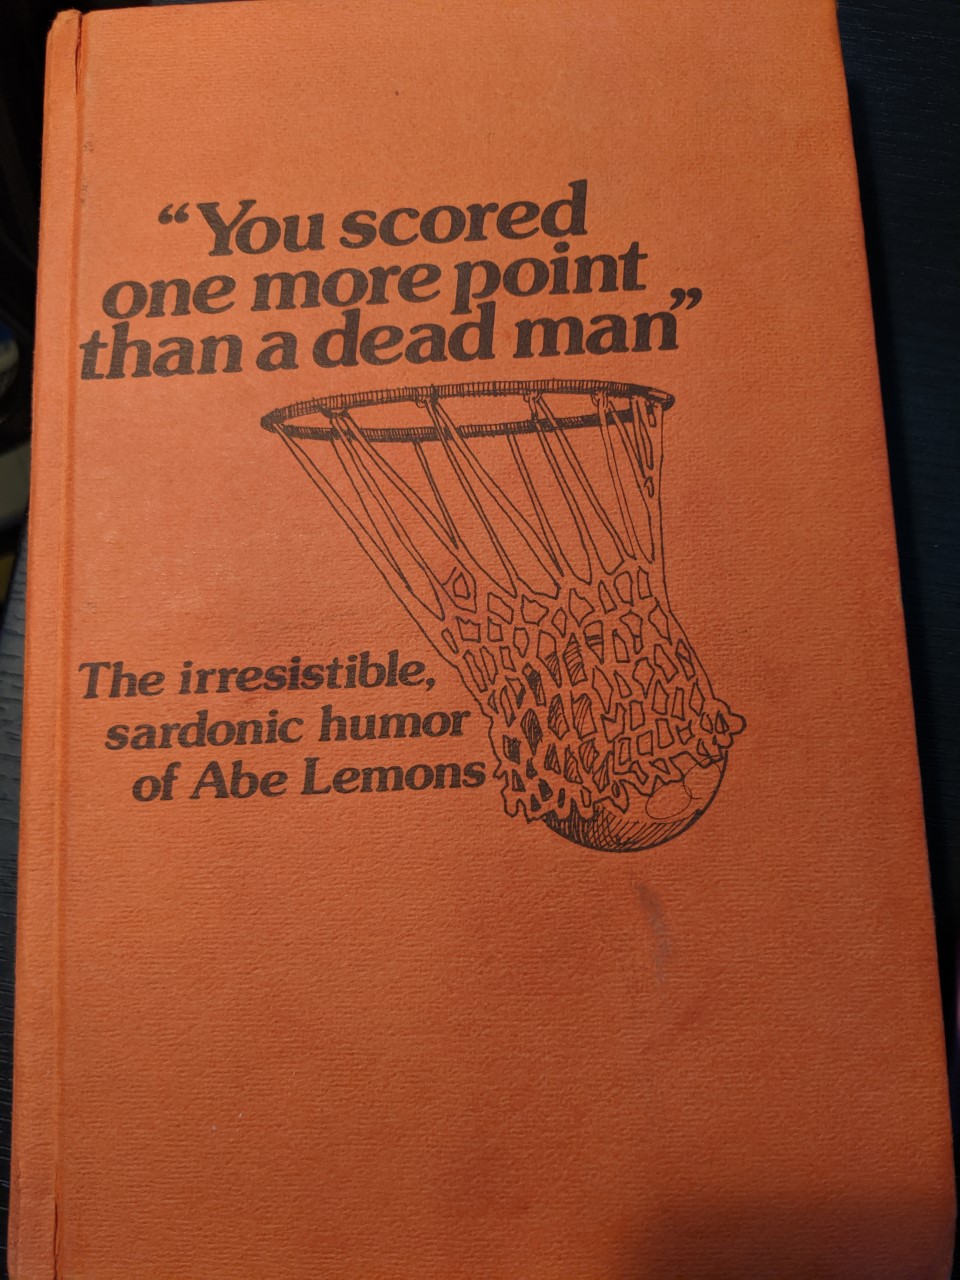 “You scored
one more point
than a dead man”
The irresistible,
sardonic humor
of Abe Lemons